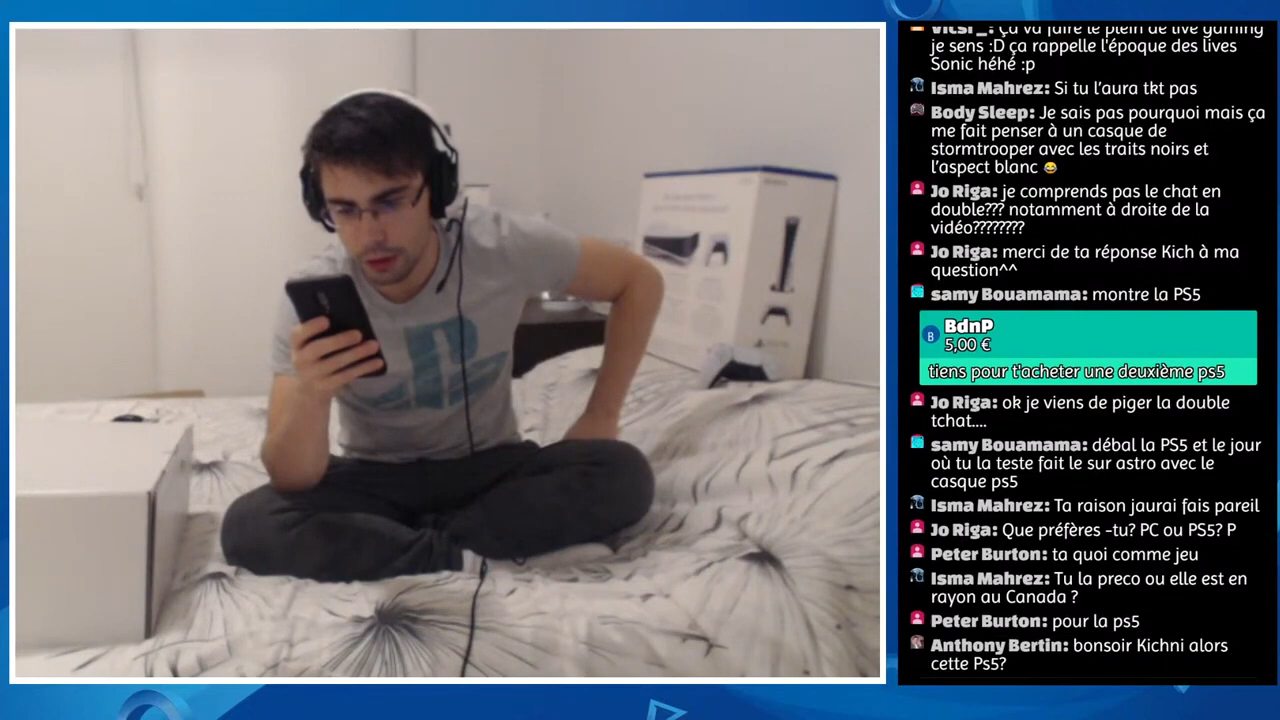 Vitsi_: Ça va faire le plein de live gaming
je sens :D ça rappelle l'époque des lives
Sonic héhé :p
Isma Mahrez: Si tu l'aura tkt pas
Body Sleep: Je sais pas pourquoi mais ça
me fait penser à un casque de
stormtrooper avec les traits noirs et
l'aspect blanc 😂
Jo Riga: je comprends pas le chat en
double??? notamment à droite de la
vidéo????????
Jo Riga: merci de ta réponse Kich à ma
question^^
samy Bouamama: montre la PS5
B
BdnP
5,00 €
tiens pour t'acheter une deuxième ps5
Jo Riga: ok je viens de piger la double
tchat....
samy Bouamama: débal la PS5 et le jour
où tu la teste fait le sur astro avec le
casque ps5
Isma Mahrez: Ta raison jaurai fais pareil
Jo Riga: Que préfères -tu? PC ou PS5? P
Peter Burton: ta quoi comme jeu
Isma Mahrez: Tu la preco ou elle est en
rayon au Canada ?
Peter Burton: pour la ps5
Anthony Bertin: bonsoir Kichni alors
cette Ps5?